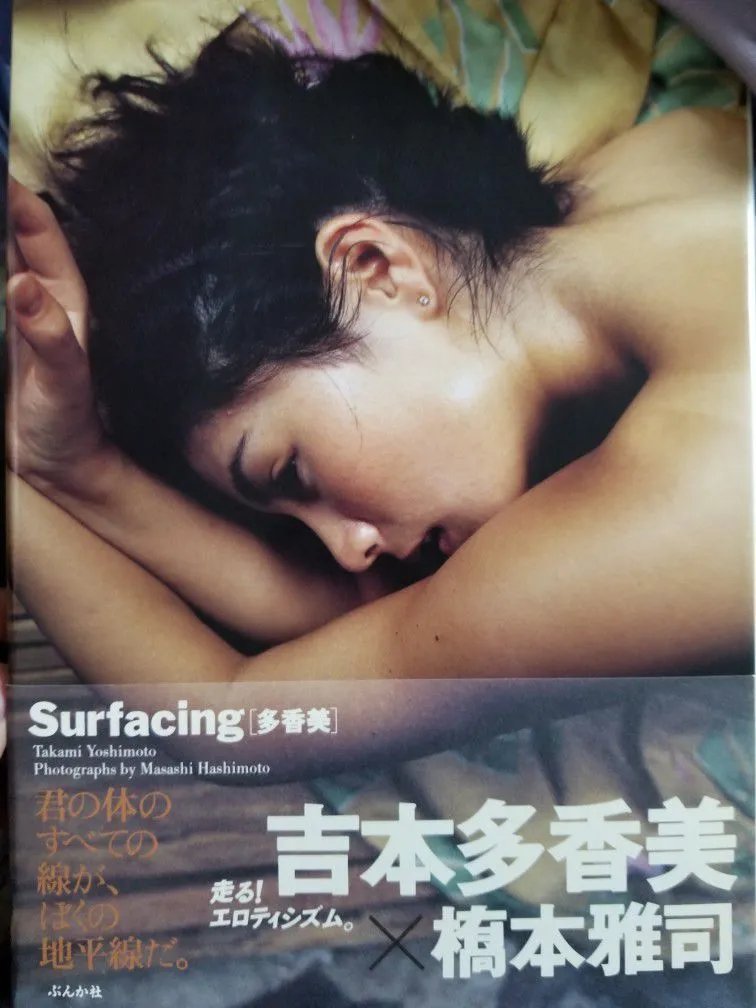 Surfacing[多香美]
Takami Yoshimoto
Photographs by Masashi Hashimoto
君の体の
すべての
線が、
ぼくの
地平線だ。
吉本多香美
走る!
エロティシズム。
×橋本雅司
ぶんか社